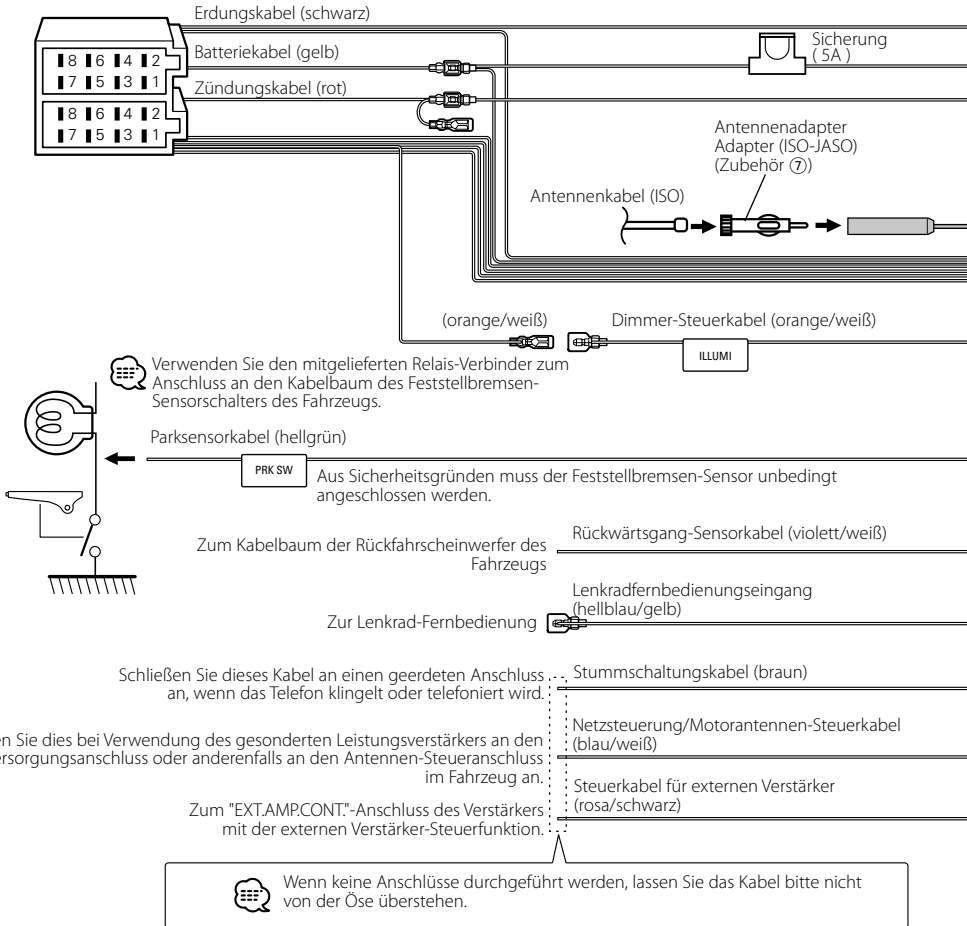 Erdungskabel (schwarz)
Batteriekabel (gelb)
Sicherung
( 5A )
8 6 4 2
7 5 3 1
Zündungskabel (rot)
8 6 4 2
7 5 3 1
Antennenadapter
Adapter (ISO-JASO)
(Zubehör ⑦)
Antennenkabel (ISO)
(orange/weiß)
Dimmer-Steuerkabel (orange/weiß)
ILLUMI
Verwenden Sie den mitgelieferten Relais-Verbinder zum
Anschluss an den Kabelbaum des Feststellbremsen-
Sensorschalters des Fahrzeugs.
Parksensorkabel (hellgrün)
PRK SW
Aus Sicherheitsgründen muss der Feststellbremsen-Sensor unbedingt
angeschlossen werden.
Rückwärtsgang-Sensorkabel (violett/weiß)
Zum Kabelbaum der Rückfahrscheinwerfer des
Fahrzeugs
Lenkradfernbedienungseingang
(hellblau/gelb)
Zur Lenkrad-Fernbedienung
Schließen Sie dieses Kabel an einen geerdeten Anschluss
an, wenn das Telefon klingelt oder telefoniert wird.
Stummschaltungskabel (braun)
en Sie dies bei Verwendung des gesonderten Leistungsverstärkers an den
ersorgungsanschluss oder anderenfalls an den Antennen-Steueranschluss
im Fahrzeug an.
Netzsteuerung/Motorantennen-Steuerkabel
(blau/weiß)
Zum "EXT.AMP.CONT."-Anschluss des Verstärkers
mit der externen Verstärker-Steuerfunktion.
Steuerkabel für externen Verstärker
(rosa/schwarz)
Wenn keine Anschlüsse durchgeführt werden, lassen Sie das Kabel bitte nicht
von der Öse überstehen.